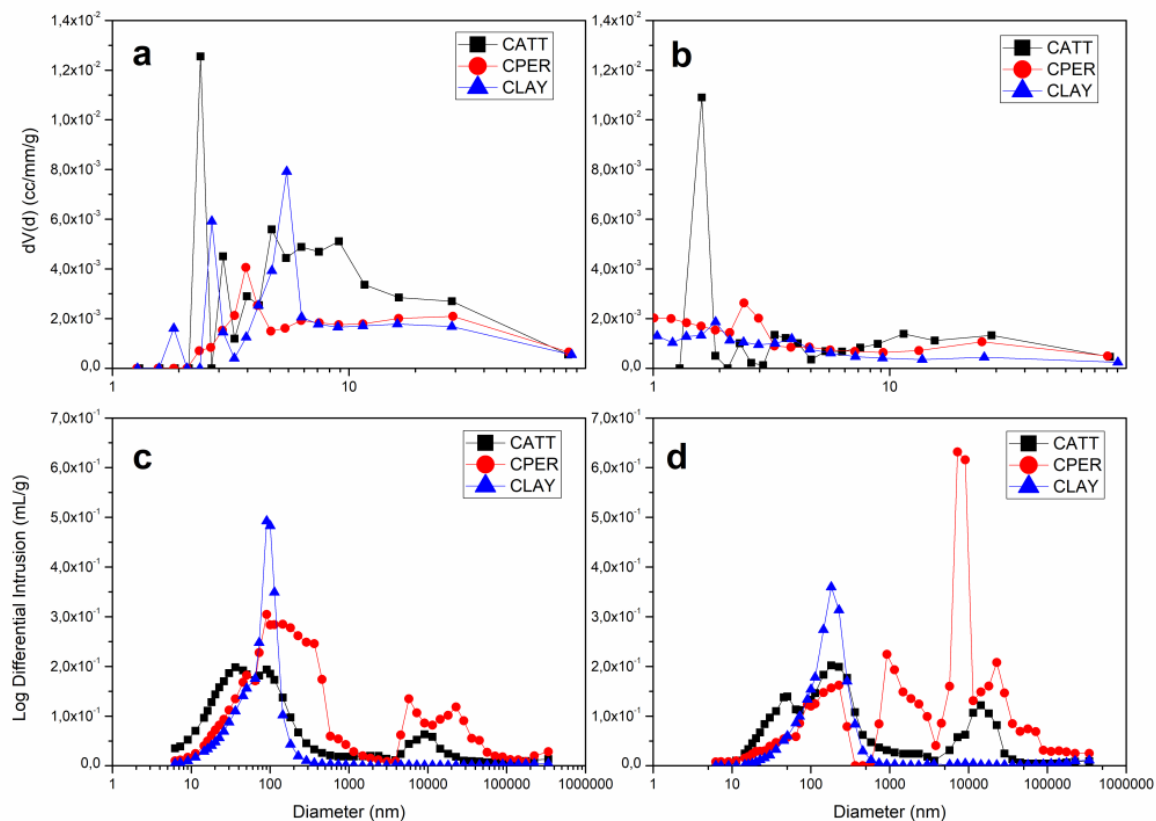 a
CATT
CPER
CLAY
1,4x10⁻²
1,2x10⁻²
1,0x10⁻²
8,0x10⁻³
6,0x10⁻³
4,0x10⁻³
2,0x10⁻³
0,0
dV(d) (cc/mm/g)
1
10
b
CATT
CPER
CLAY
1,4x10⁻²
1,2x10⁻²
1,0x10⁻²
8,0x10⁻³
6,0x10⁻³
4,0x10⁻³
2,0x10⁻³
0,0
1
10
c
CATT
CPER
CLAY
7,0x10⁻¹
6,0x10⁻¹
5,0x10⁻¹
4,0x10⁻¹
3,0x10⁻¹
2,0x10⁻¹
1,0x10⁻¹
0,0
Log Differential Intrusion (mL/g)
1
10
100
1000
10000
100000
1000000
Diameter (nm)
d
CATT
CPER
CLAY
7,0x10⁻¹
6,0x10⁻¹
5,0x10⁻¹
4,0x10⁻¹
3,0x10⁻¹
2,0x10⁻¹
1,0x10⁻¹
0,0
1
10
100
1000
10000
100000
1000000
Diameter (nm)